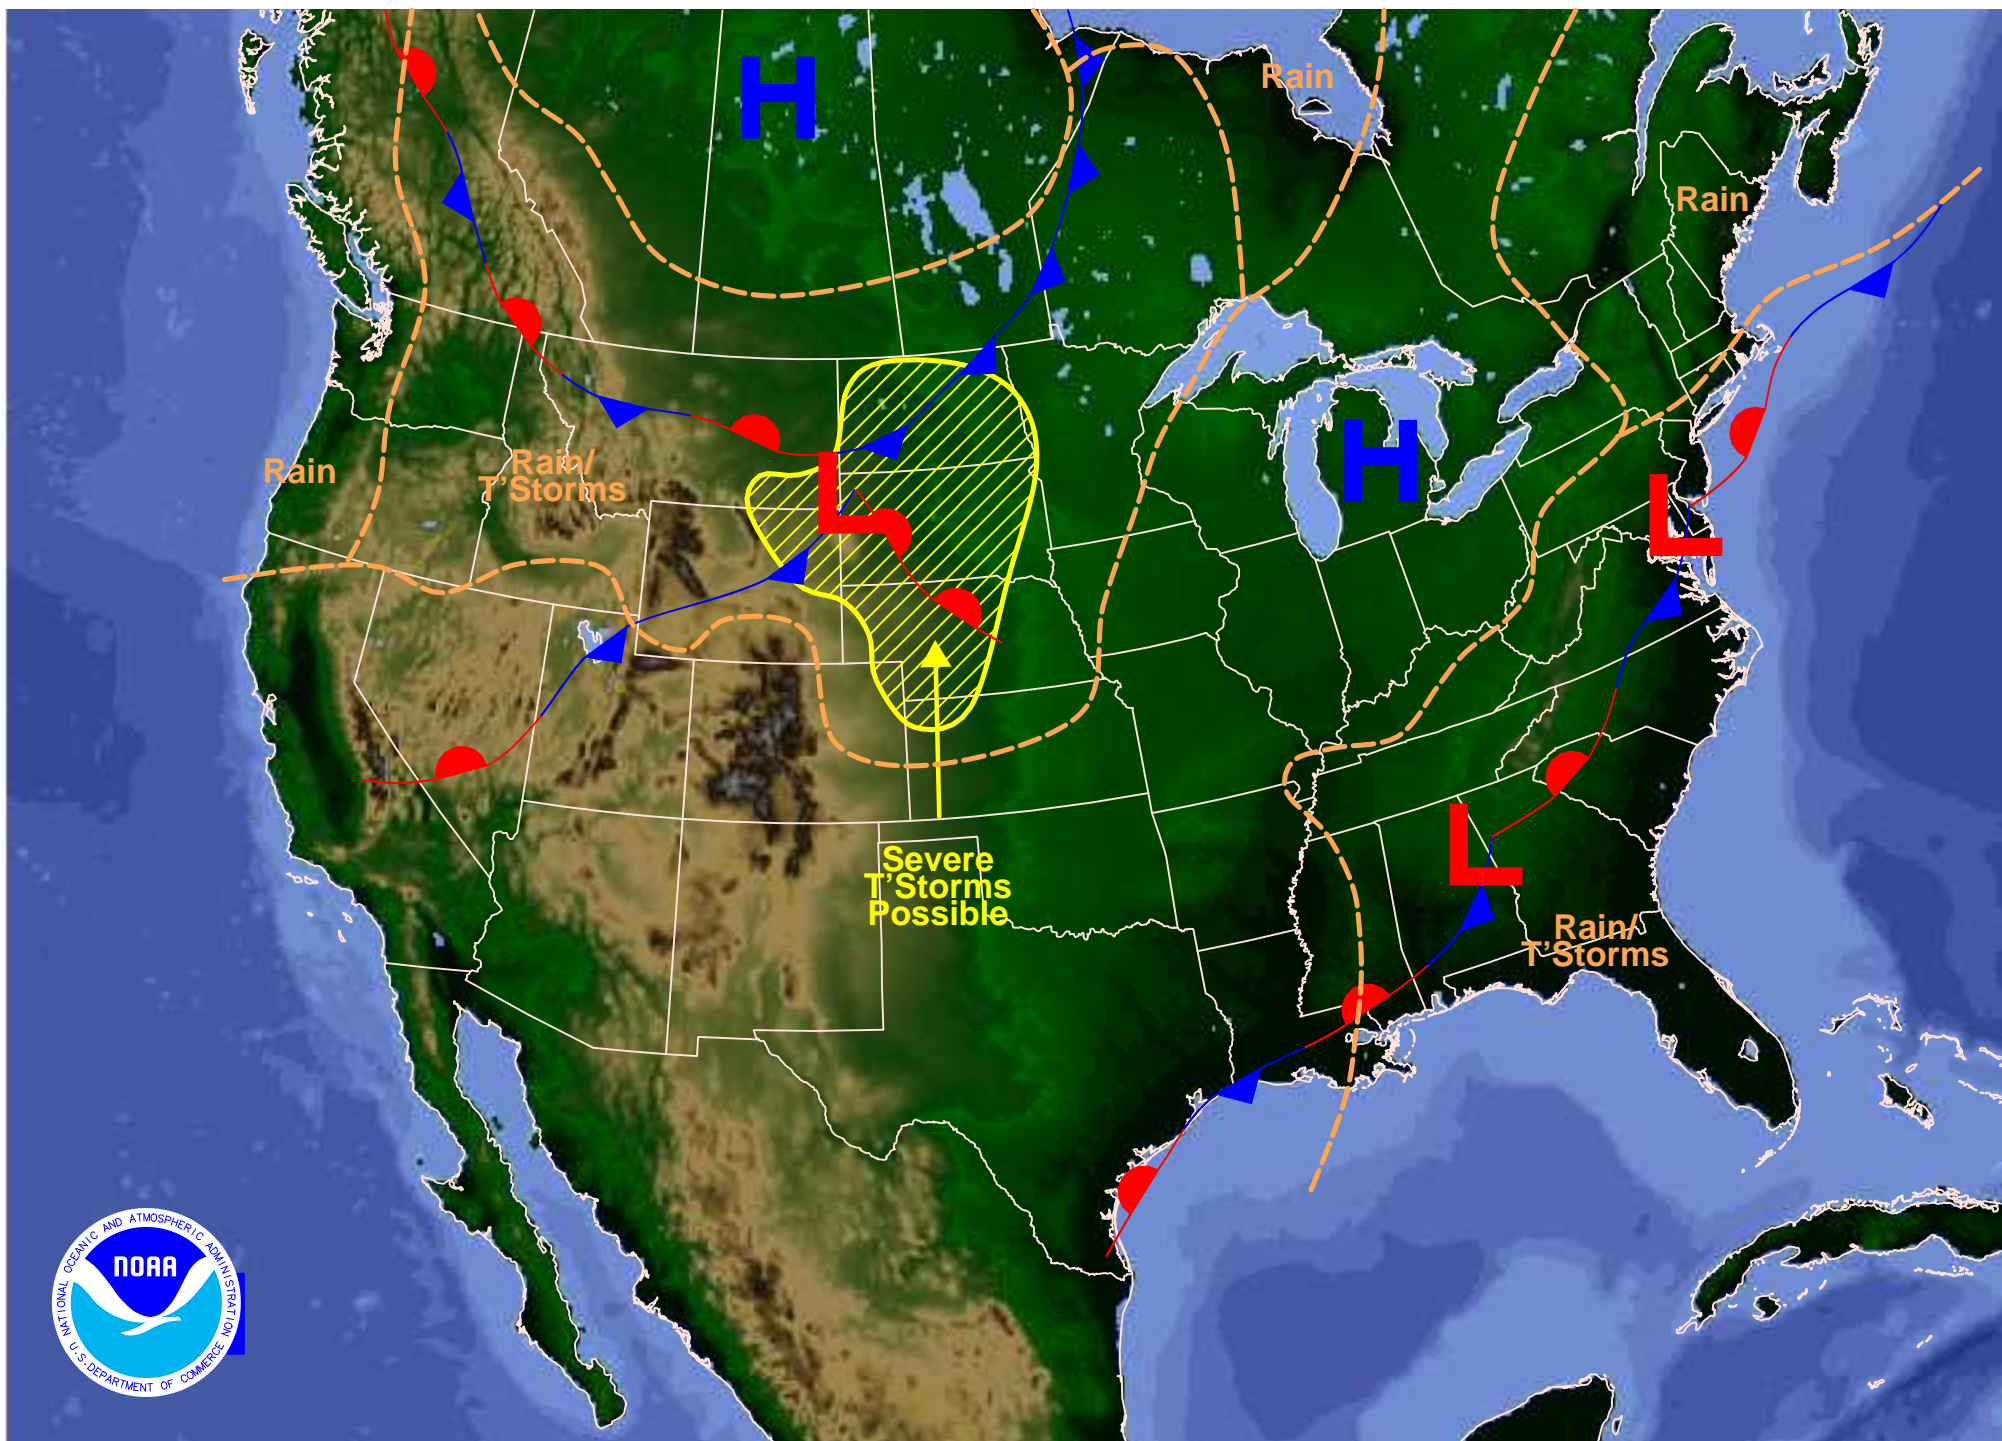 H
Rain
Rain
H
Rain/
T'Storms
Rain
L
L
L
Severe
T'Storms
Possible
Rain/
T'Storms
NATIONAL OCEANIC AND ATMOSPHERIC ADMINISTRATION
NOAA
U.S. DEPARTMENT OF COMMERCE